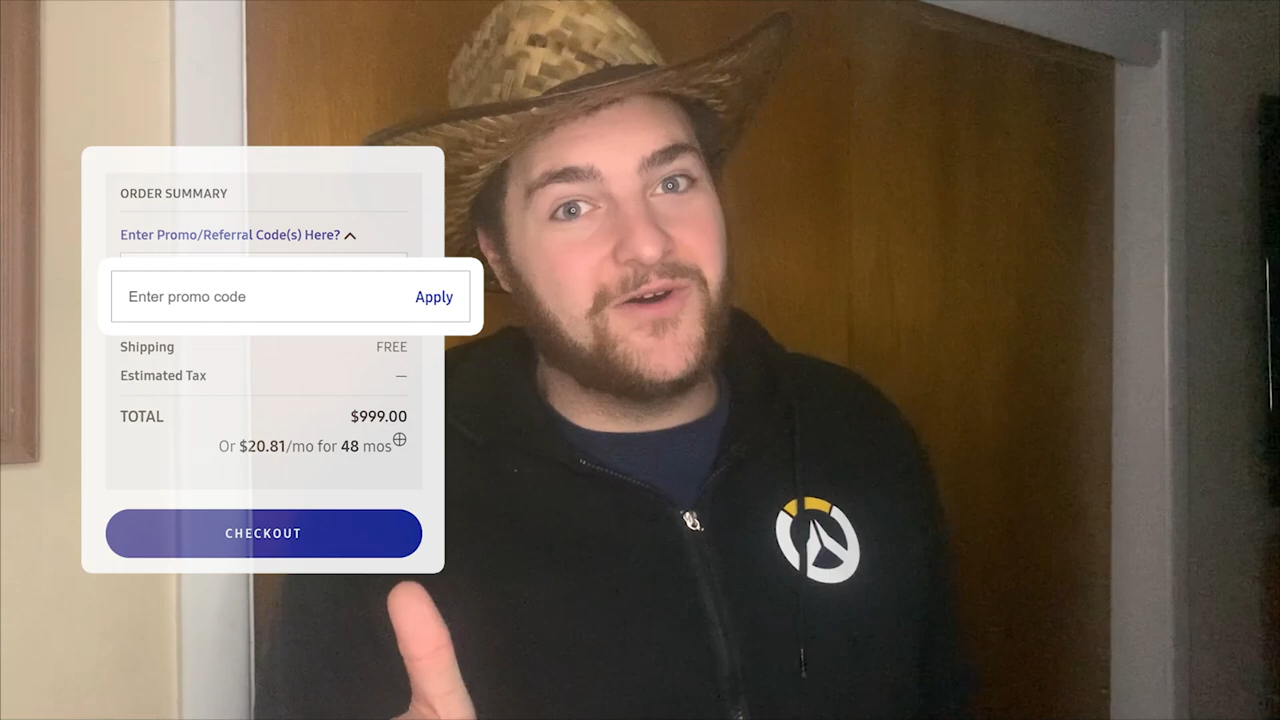 ORDER SUMMARY
Enter Promo/Referral Code(s) Here?
Enter promo code Apply
Shipping FREE
Estimated Tax —
TOTAL $999.00
Or $20.81/mo for 48 mos
CHECKOUT